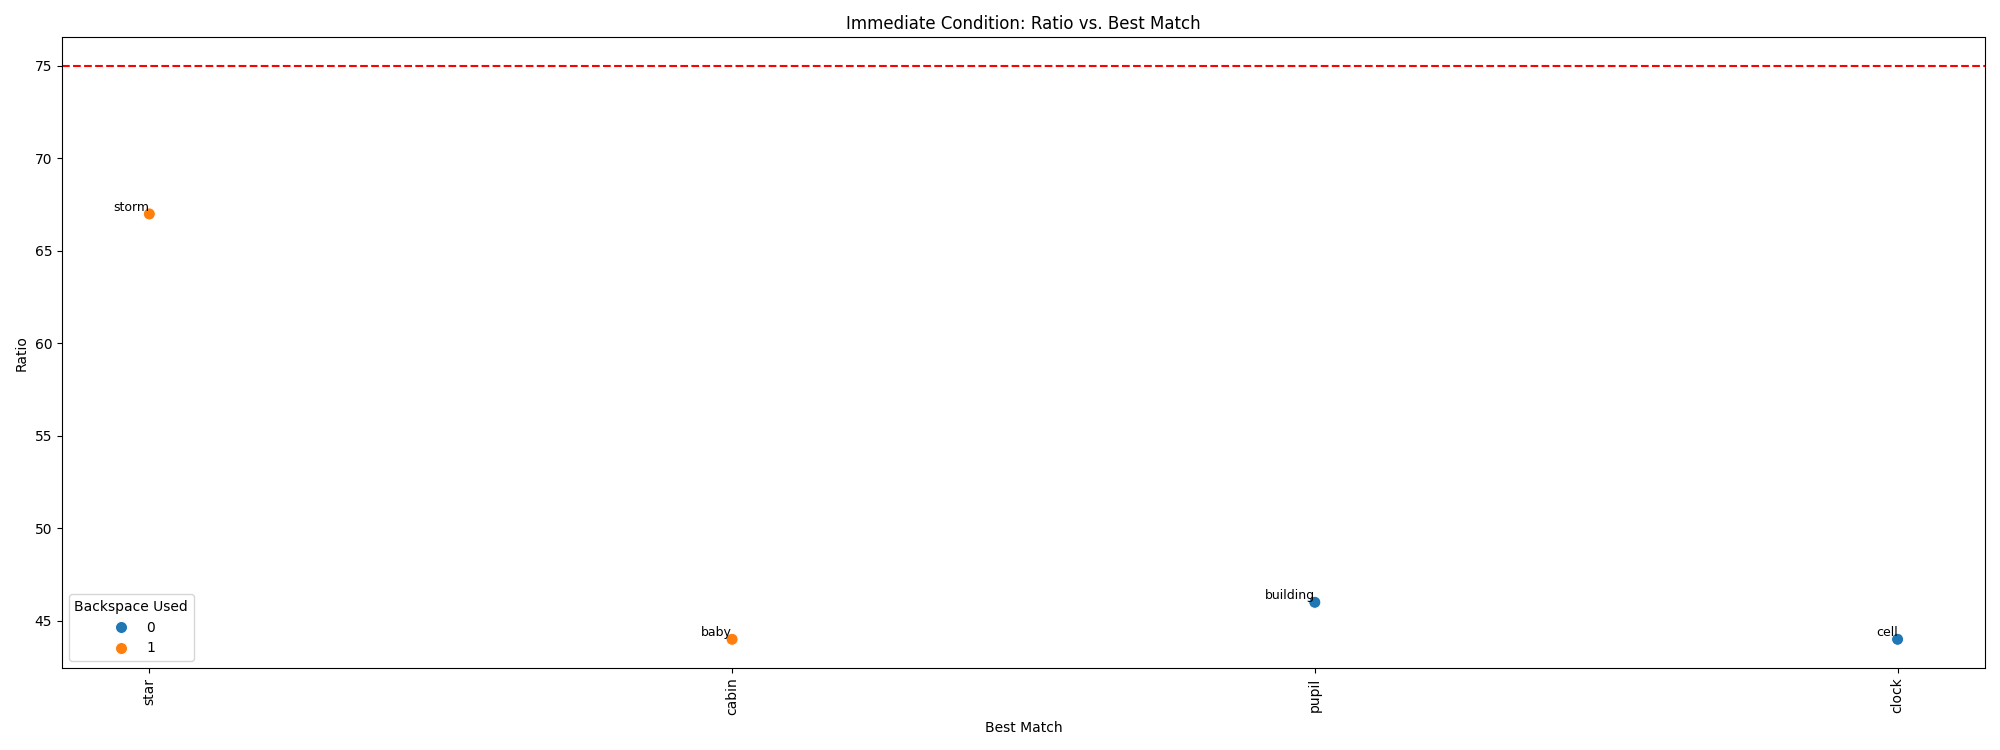 Immediate Condition: Ratio vs. Best Match
75
70
65
60
55
50
45
Ratio
storm
baby
building
cell
Backspace Used
0
1
star
cabin
pupil
clock
Best Match